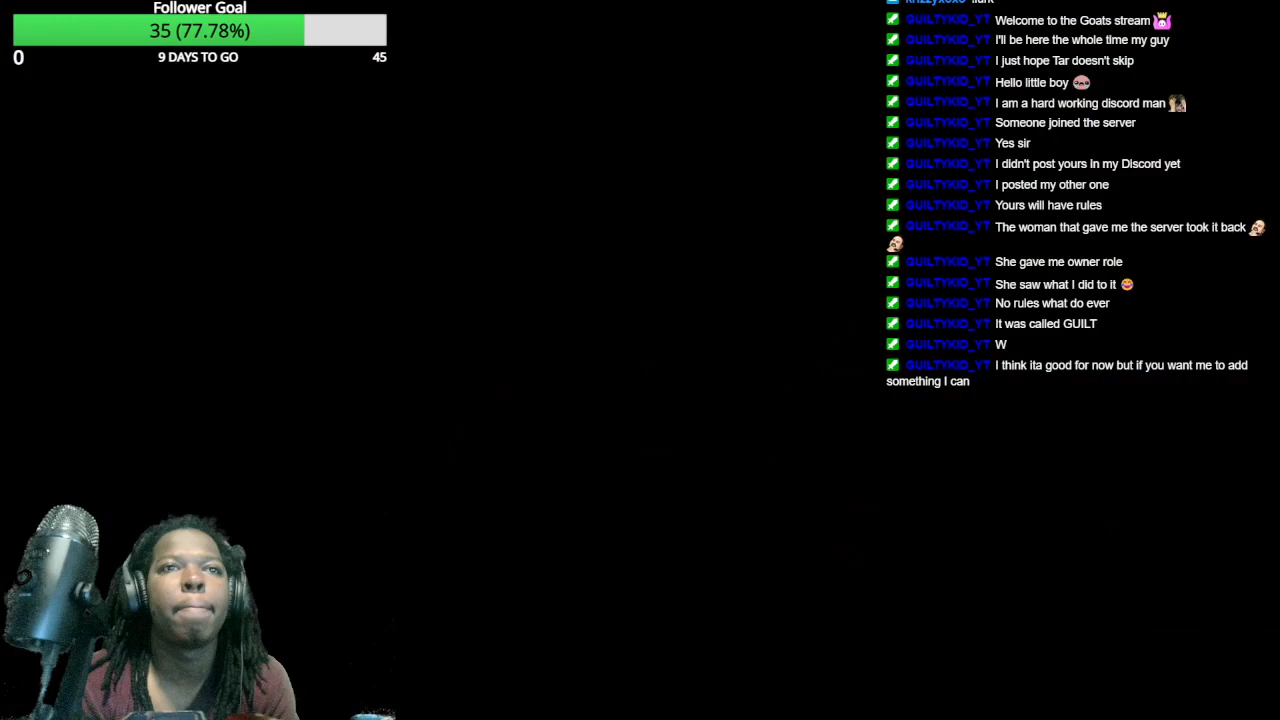 Follower Goal
35 (77.78%)
0
9 DAYS TO GO
45
krizzyxoxo
GUILTYKID_YT Welcome to the Goats stream
GUILTYKID_YT I'll be here the whole time my guy
GUILTYKID_YT I just hope Tar doesn't skip
GUILTYKID_YT Hello little boy
GUILTYKID_YT I am a hard working discord man
GUILTYKID_YT Someone joined the server
GUILTYKID_YT Yes sir
GUILTYKID_YT I didn't post yours In my Discord yet
GUILTYKID_YT I posted my other one
GUILTYKID_YT Yours will have rules
GUILTYKID_YT The woman that gave me the server took it back
GUILTYKID_YT She gave me owner role
GUILTYKID_YT She saw what I did to it
GUILTYKID_YT No rules what do ever
GUILTYKID_YT It was called GUILT
GUILTYKID_YT W
GUILTYKID_YT I think ita good for now but if you want me to add
something I can